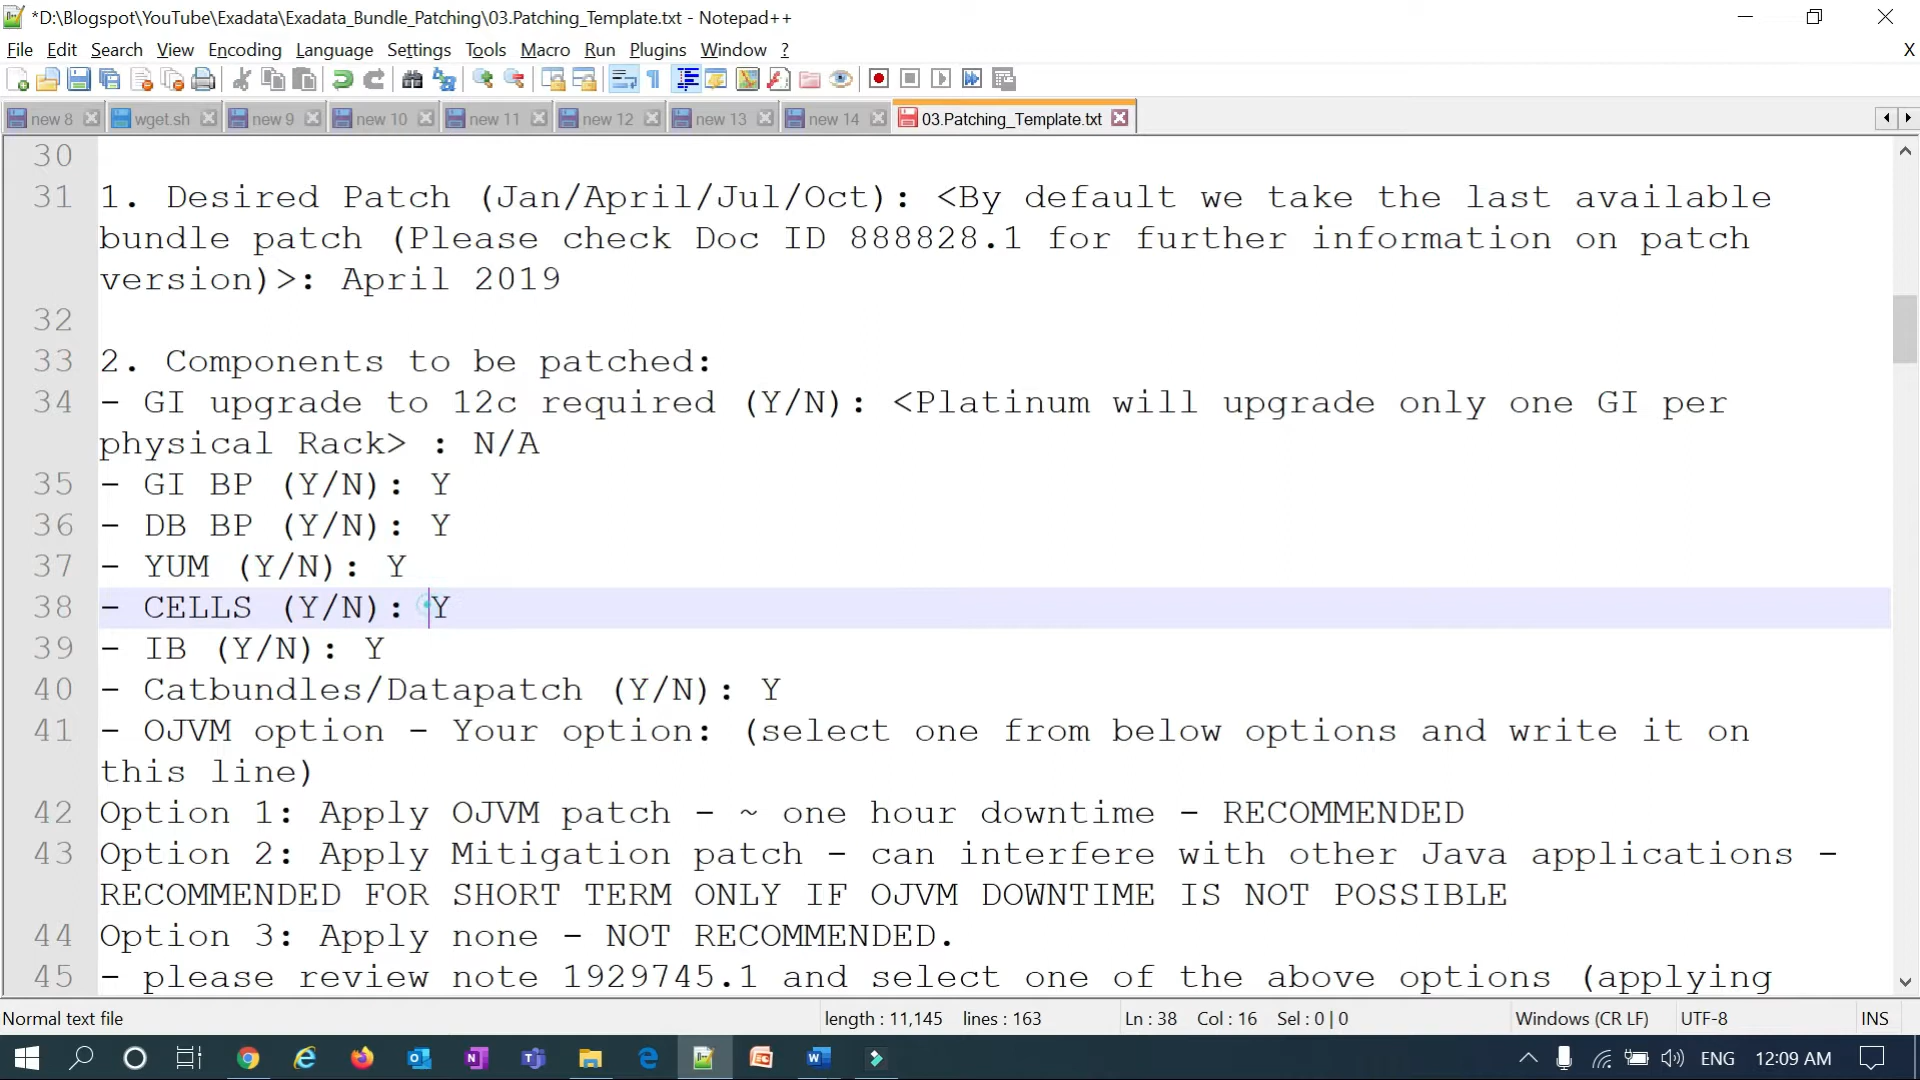 *D:\Blogspot\YouTube\Exadata\Exadata_Bundle_Patching\03.Patching_Template.txt - Notepad++
File Edit Search View Encoding Language Settings Tools Macro Run Plugins Window ? X
new 8 wget.sh new 9 new 10 new 11 new 12 new 13 new 14 03.Patching_Template.txt
30
31 1. Desired Patch (Jan/April/Jul/Oct): <By default we take the last available
bundle patch (Please check Doc ID 888828.1 for further information on patch
version)>: April 2019
32
33 2. Components to be patched:
34 - GI upgrade to 12c required (Y/N): <Platinum will upgrade only one GI per
physical Rack> : N/A
35 - GI BP (Y/N): Y
36 - DB BP (Y/N): Y
37 - YUM (Y/N): Y
38 - CELLS (Y/N): Y
39 - IB (Y/N): Y
40 - Catbundles/Datapatch (Y/N): Y
41 - OJVM option - Your option: (select one from below options and write it on
this line)
42 Option 1: Apply OJVM patch - ~ one hour downtime - RECOMMENDED
43 Option 2: Apply Mitigation patch - can interfere with other Java applications -
RECOMMENDED FOR SHORT TERM ONLY IF OJVM DOWNTIME IS NOT POSSIBLE
44 Option 3: Apply none - NOT RECOMMENDED.
45 - please review note 1929745.1 and select one of the above options (applying
Normal text file length : 11,145 lines : 163 Ln : 38 Col : 16 Sel : 0 | 0 Windows (CR LF) UTF-8 INS
ENG 12:09 AM